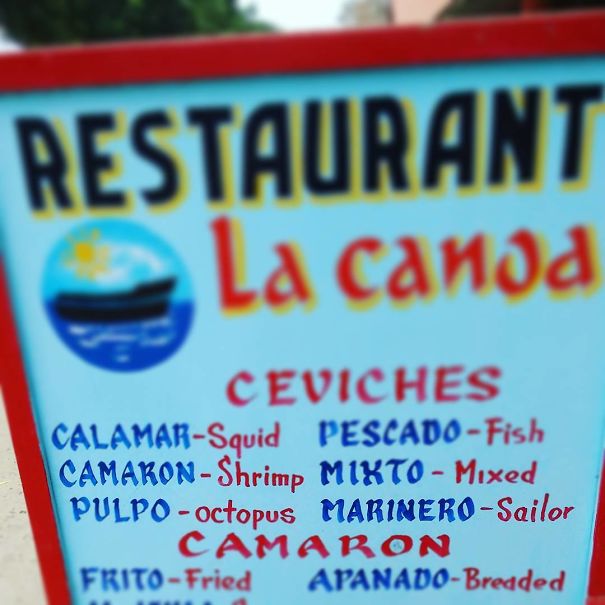 RESTAURANT
La canoa
CEVICHES
CALAMAR-Squid PESCADO-Fish
CAMARON-Shrimp MIXTO-Mixed
PULPO-octopus MARINERO-Sailor
CAMARON
FRITO-Fried APANADO-Breaded